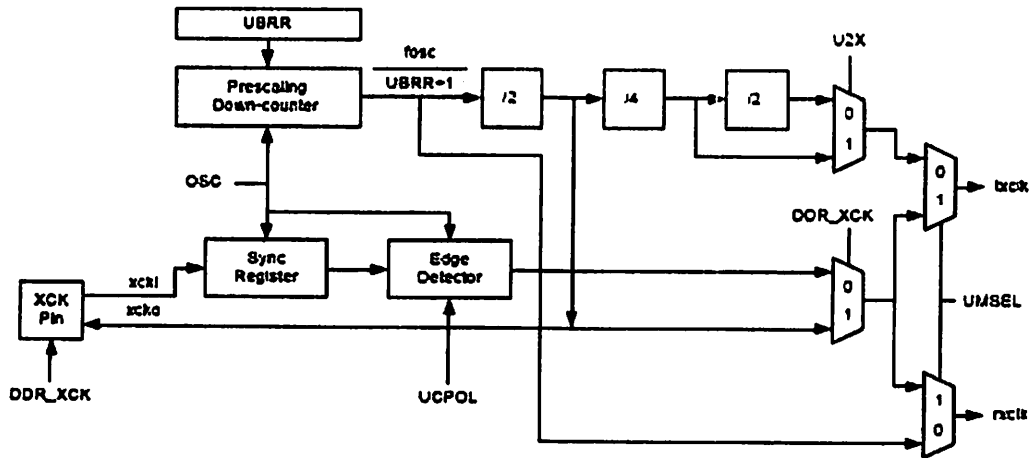 UBRR
fosc
U2X
Prescaling
Down-counter
UBRR+1
/2
/4
/2
0
1
OSC
0
1
txclk
DDR_XCK
Sync
Register
Edge
Detector
xcki
0
XCK
Pin
xcko
1
UMSEL
DDR_XCK
UCPOL
1
0
rxclk